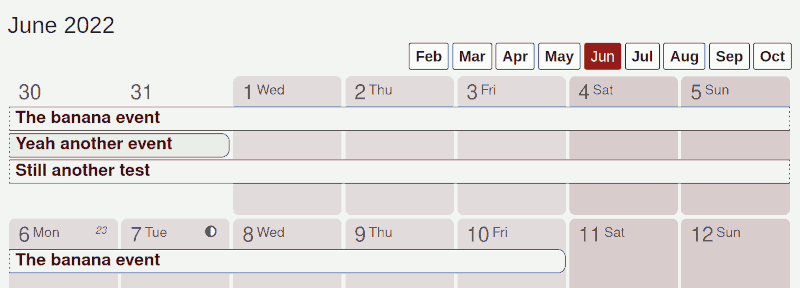 June 2022
Feb Mar Apr May Jun Jul Aug Sep Oct
30 31 1 Wed 2 Thu 3 Fri 4 Sat 5 Sun
The banana event
Yeah another event
Still another test
6 Mon 23 7 Tue 8 Wed 9 Thu 10 Fri 11 Sat 12 Sun
The banana event